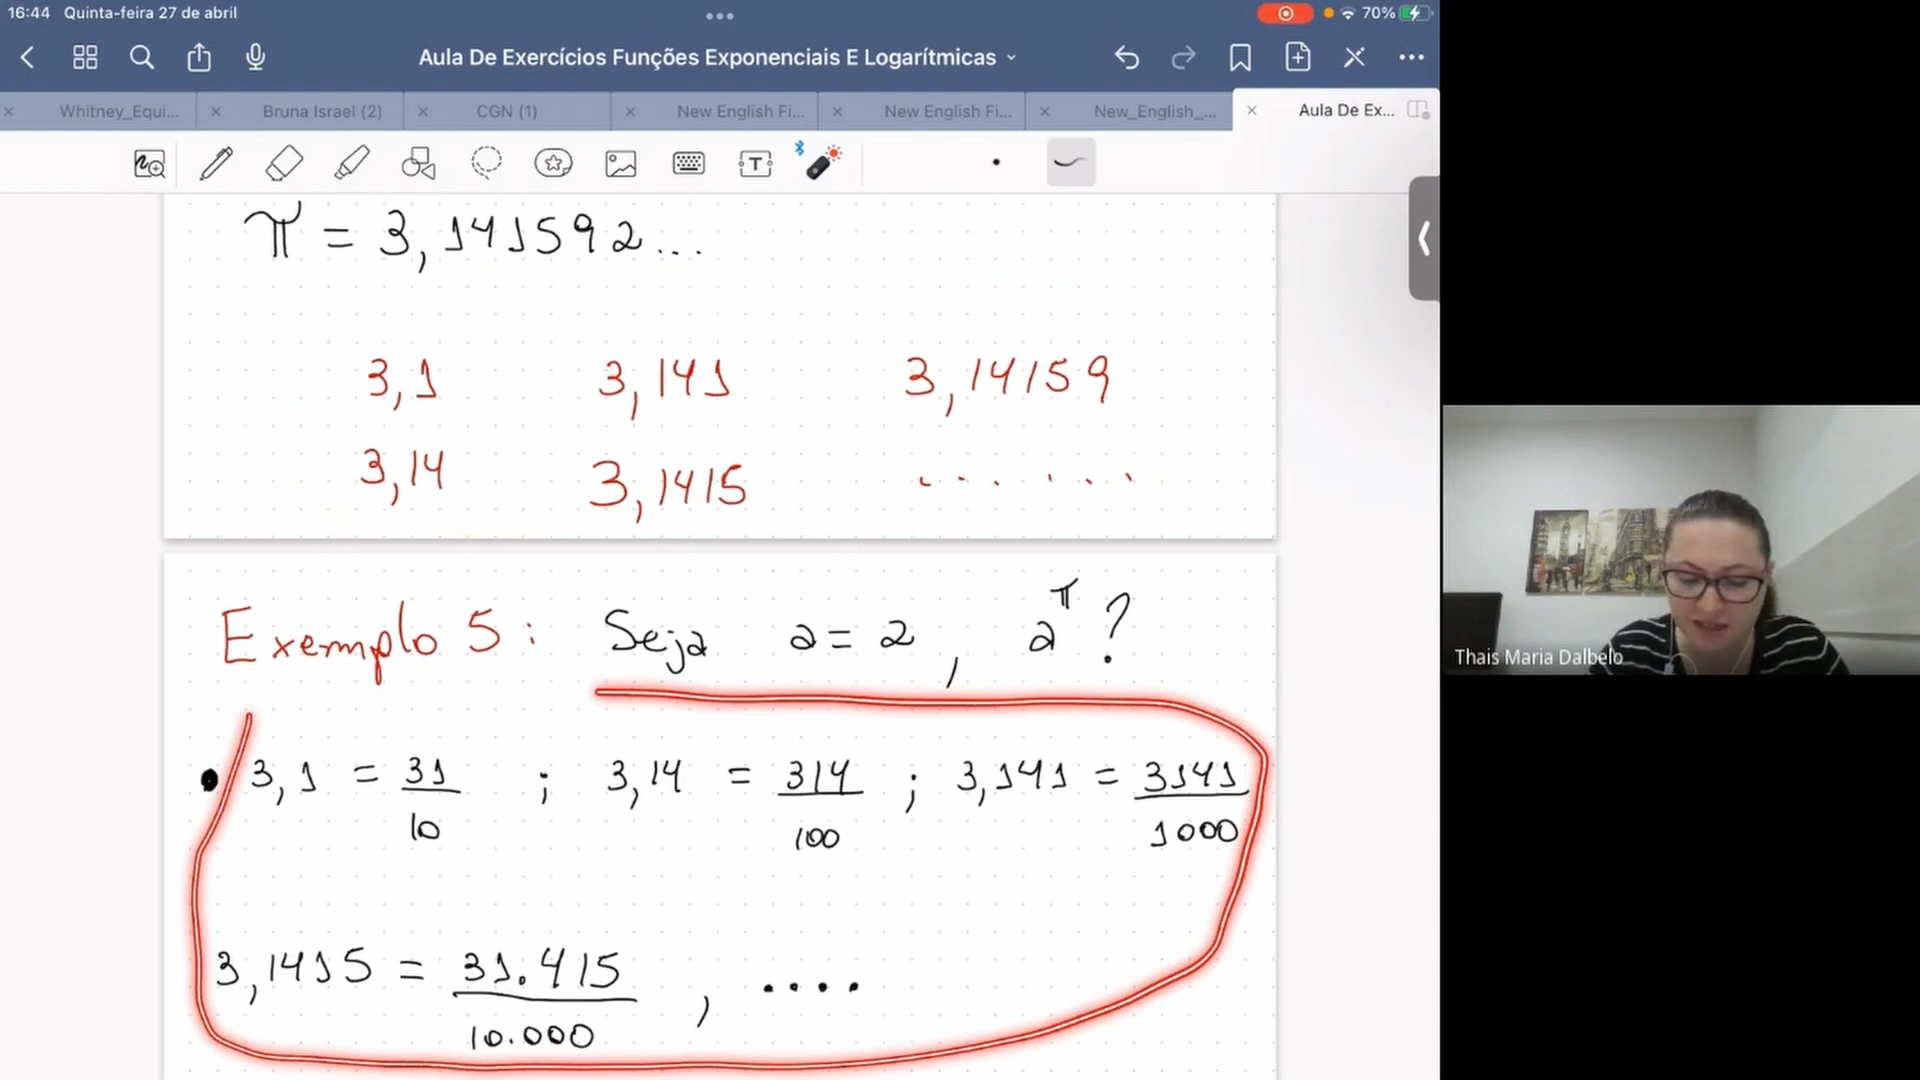 16:44 Quinta-feira 27 de abril
70%
Aula De Exercícios Funções Exponenciais E Logarítmicas
Whitney_Equi...
Bruna Israel (2)
CGN (1)
New English Fi...
New English Fi...
New_English_...
Aula De Ex...
π = 3,141592...
3,1 3,141 3,14159
3,14 3,1415 ......
Exemplo 5: Seja a = 2, a^π?
• 3,1 = 31/10 ; 3,14 = 314/100 ; 3,141 = 3141/1000
3,1415 = 31.415/10.000 , ....
Thais Maria Dalbelo